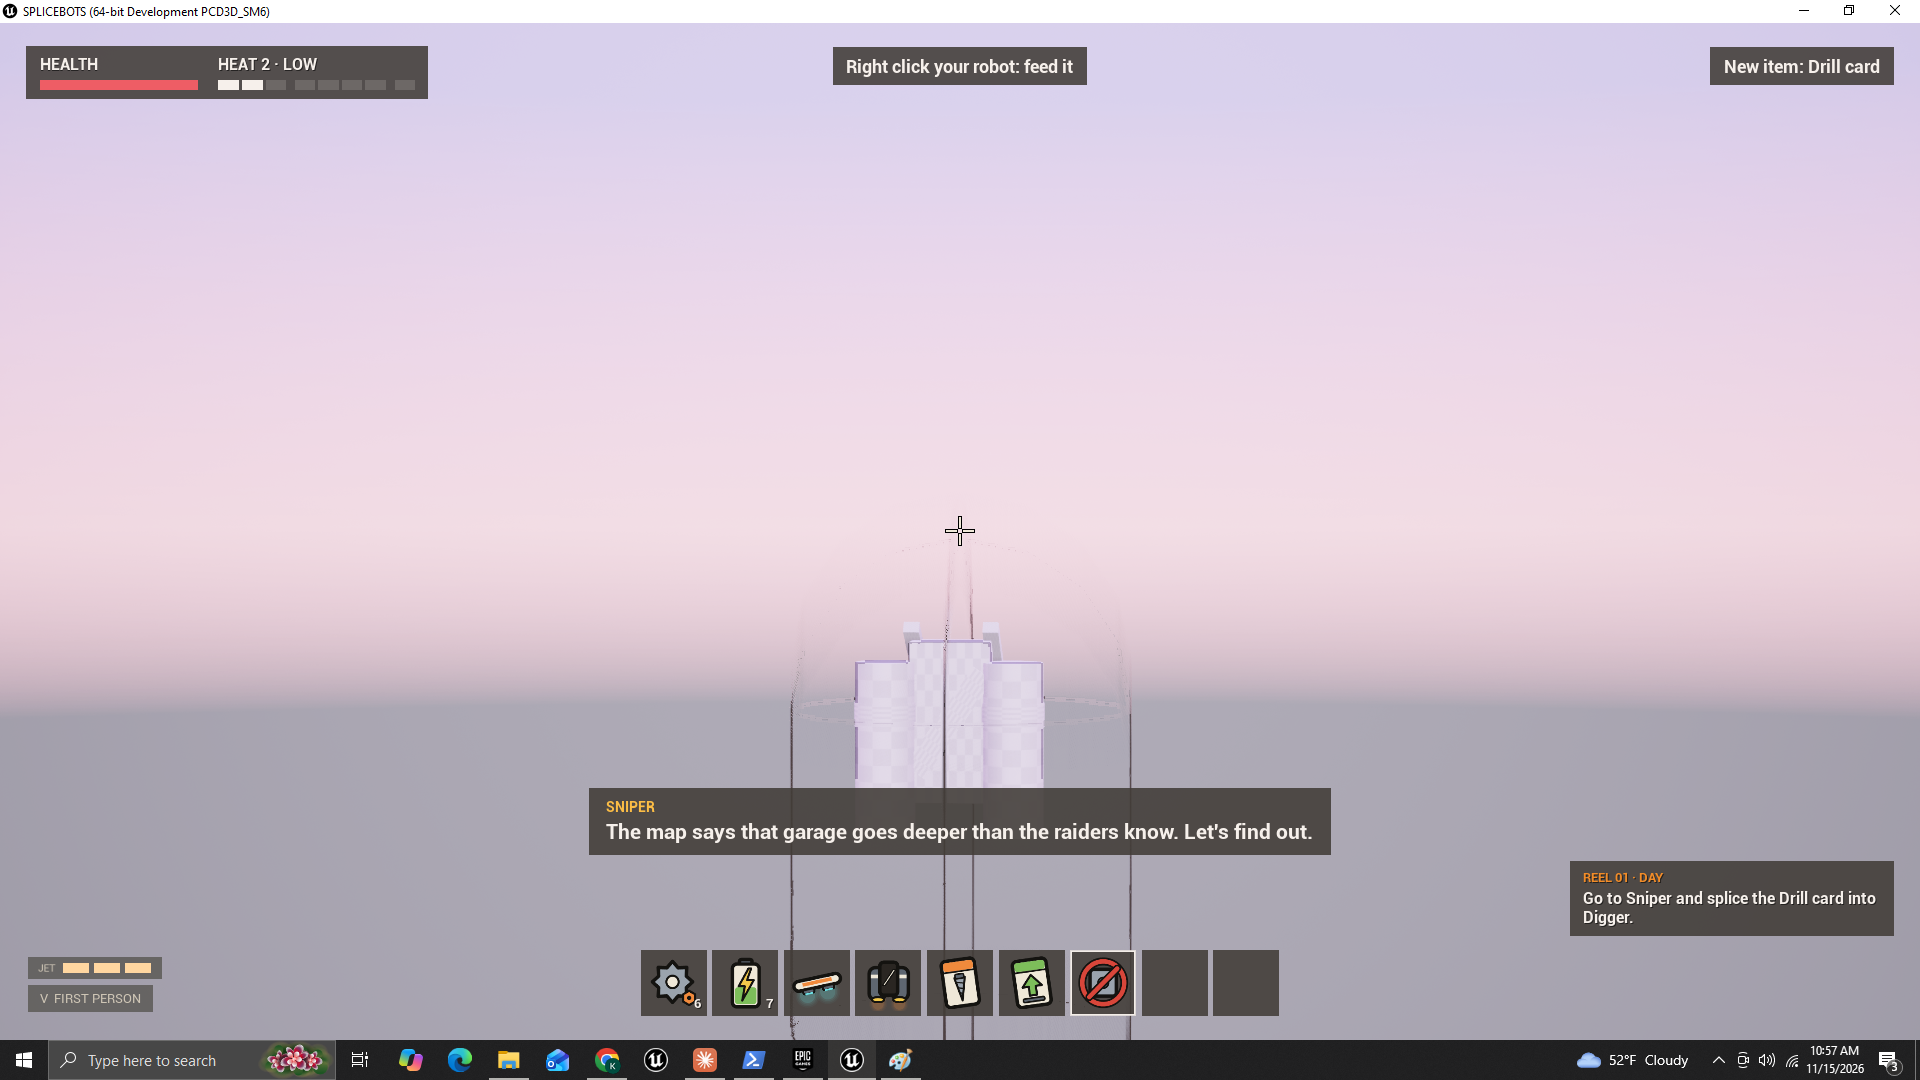 SPLICEBOTS (64-bit Development PCD3D_SM6)
HEALTH
HEAT 2 · LOW
Right click your robot: feed it
New item: Drill card
SNIPER
The map says that garage goes deeper than the raiders know. Let's find out.
REEL 01 · DAY
Go to Sniper and splice the Drill card into
Digger.
JET
V FIRST PERSON
6
7
Type here to search
K
EPIC
GAMES
52°F Cloudy
10:57 AM
11/15/2026
3